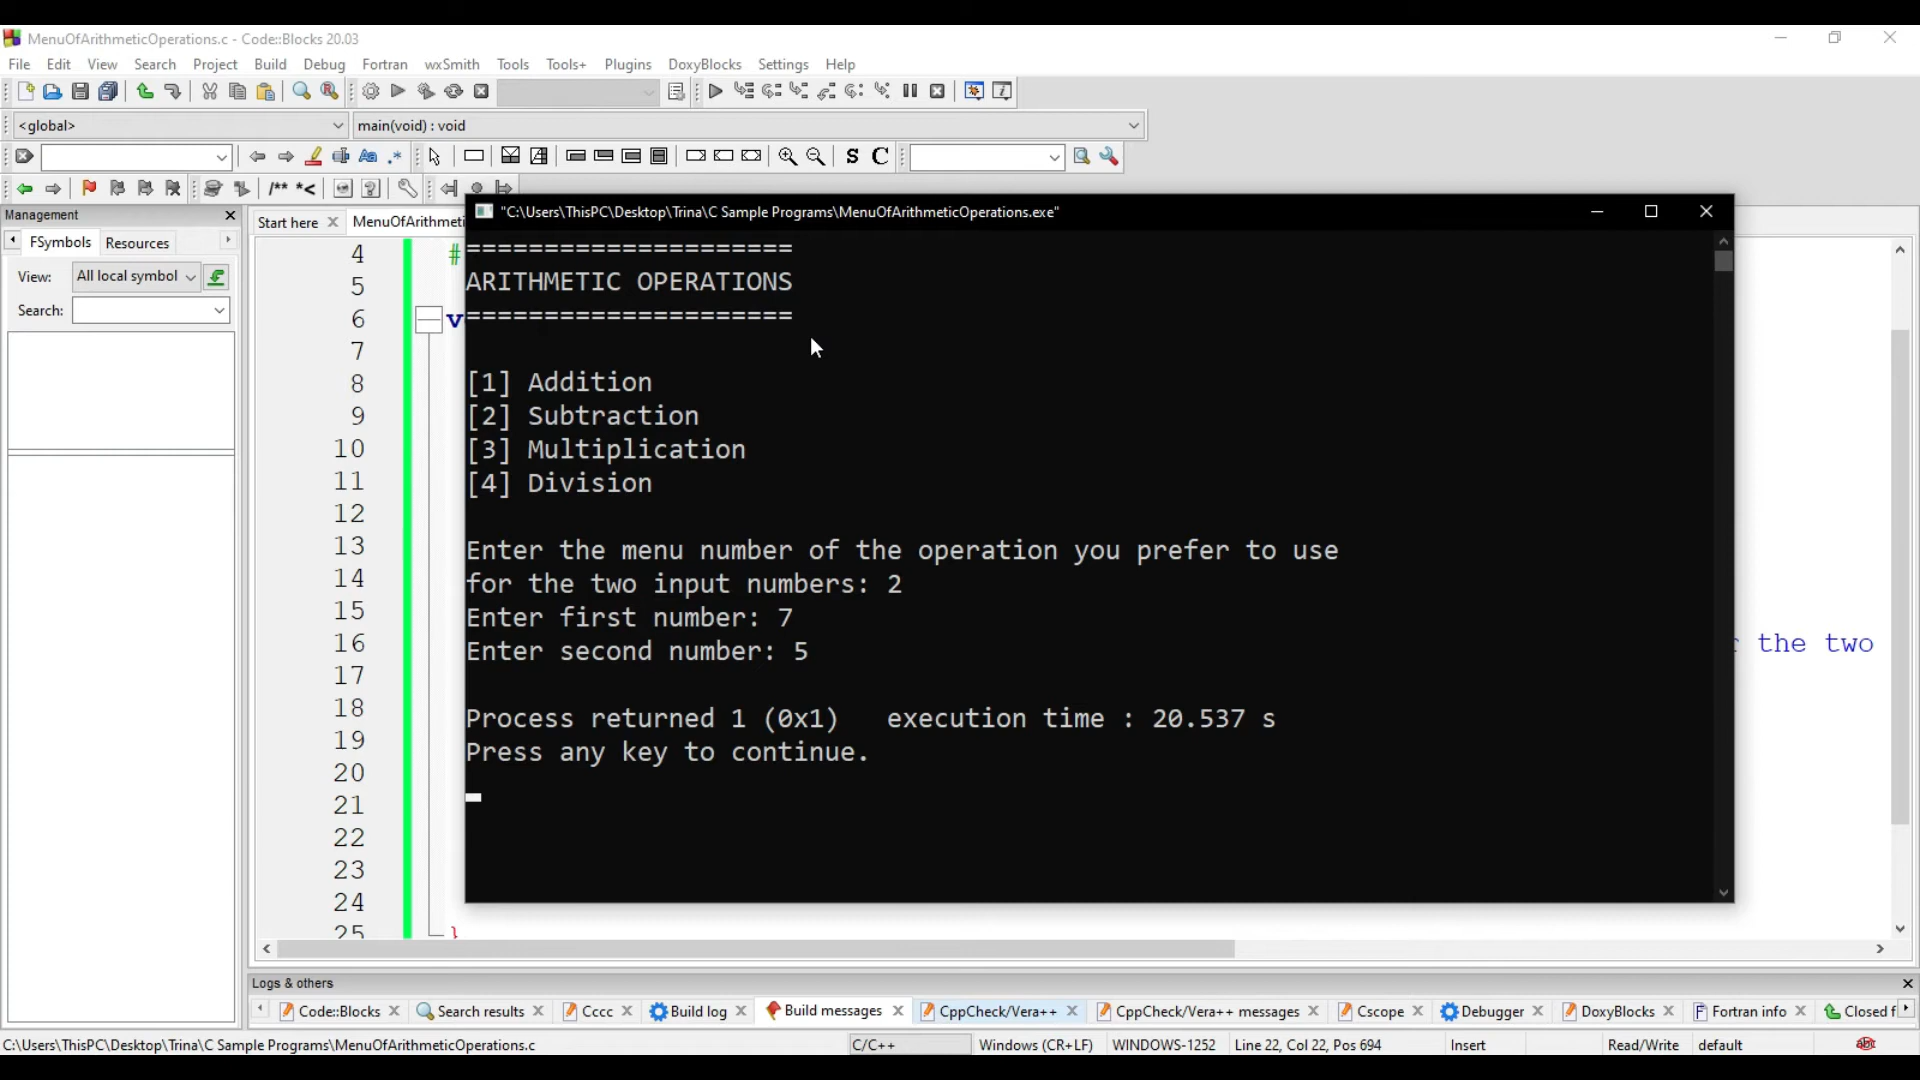 MenuOfArithmeticOperations.c - Code::Blocks 20.03
File Edit View Search Project Build Debug Fortran wxSmith Tools Tools+ Plugins DoxyBlocks Settings Help
<global> main(void) : void
/** *< S C
Management
Start here MenuOfArithmeti
FSymbols Resources
View: All local symbol
Search:
"C:\Users\ThisPC\Desktop\Trina\C Sample Programs\MenuOfArithmeticOperations.exe"
4 #
5
6 v
7
8
9
10
11
12
13
14
15
16 the two
17
18
19
20
21
22
23
24
25 }
=====================
ARITHMETIC OPERATIONS
=====================
[1] Addition
[2] Subtraction
[3] Multiplication
[4] Division
Enter the menu number of the operation you prefer to use
for the two input numbers: 2
Enter first number: 7
Enter second number: 5
Process returned 1 (0x1)   execution time : 20.537 s
Press any key to continue.
Logs & others
Code::Blocks Search results Cccc Build log Build messages CppCheck/Vera++ CppCheck/Vera++ messages Cscope Debugger DoxyBlocks Fortran info Closed f
C:\Users\ThisPC\Desktop\Trina\C Sample Programs\MenuOfArithmeticOperations.c C/C++ Windows (CR+LF) WINDOWS-1252 Line 22, Col 22, Pos 694 Insert Read/Write default